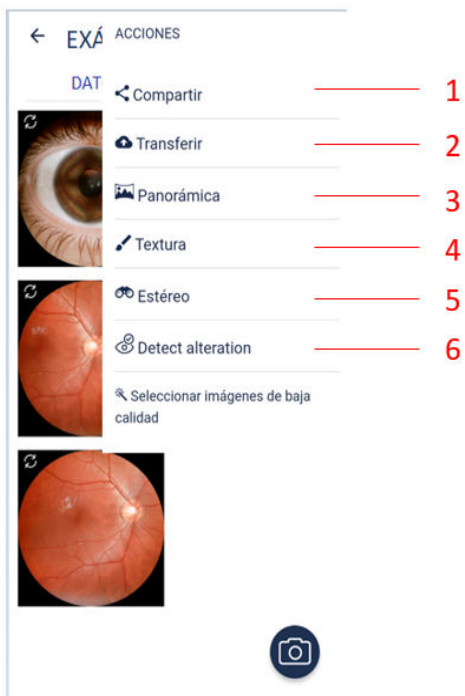 EXÁ
ACCIONES
DAT
Compartir
1
Transferir
2
Panorámica
3
Textura
4
Estéreo
5
Detect alteration
6
Seleccionar imágenes de baja
calidad